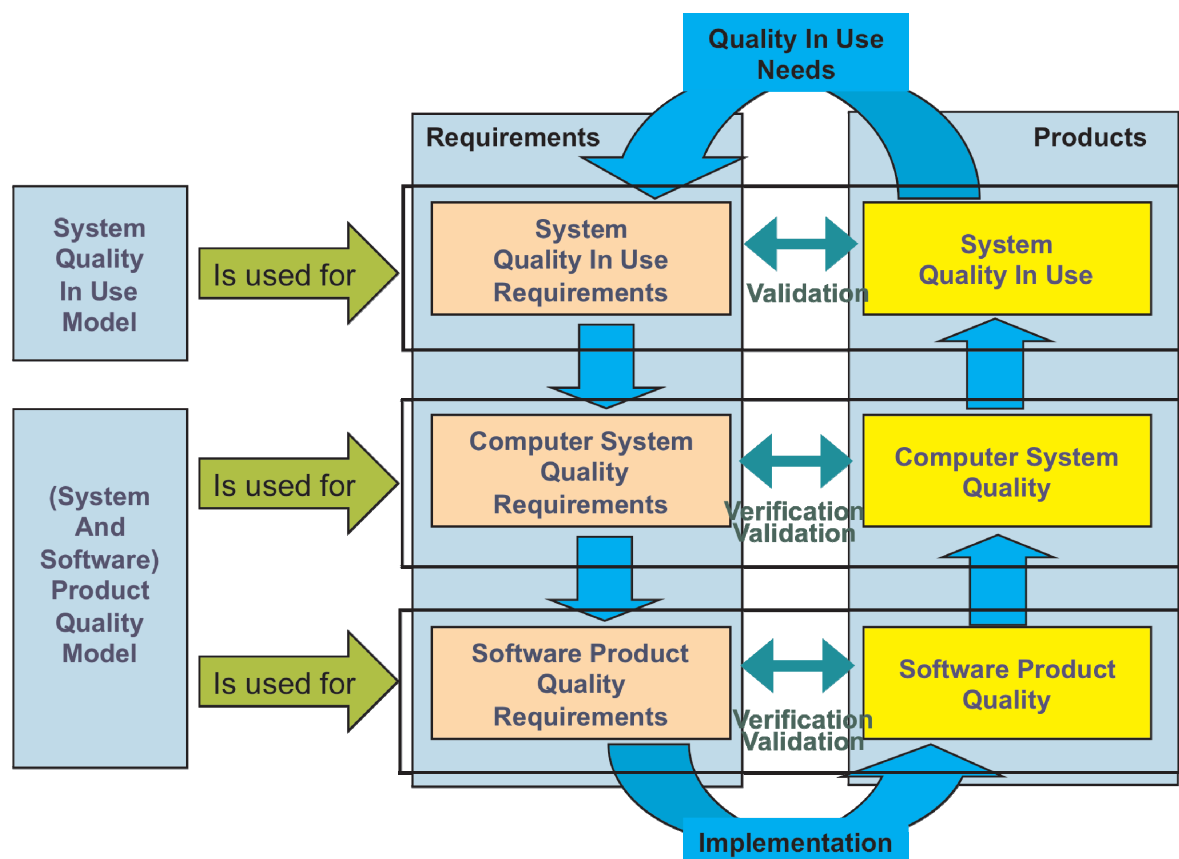 Quality In Use
Needs
Requirements
Products
System
Quality
In Use
Model
Is used for
System
Quality In Use
Requirements
Validation
System
Quality In Use
(System
And
Software)
Product
Quality
Model
Is used for
Computer System
Quality
Requirements
Verification
Validation
Computer System
Quality
Is used for
Software Product
Quality
Requirements
Verification
Validation
Software Product
Quality
Implementation